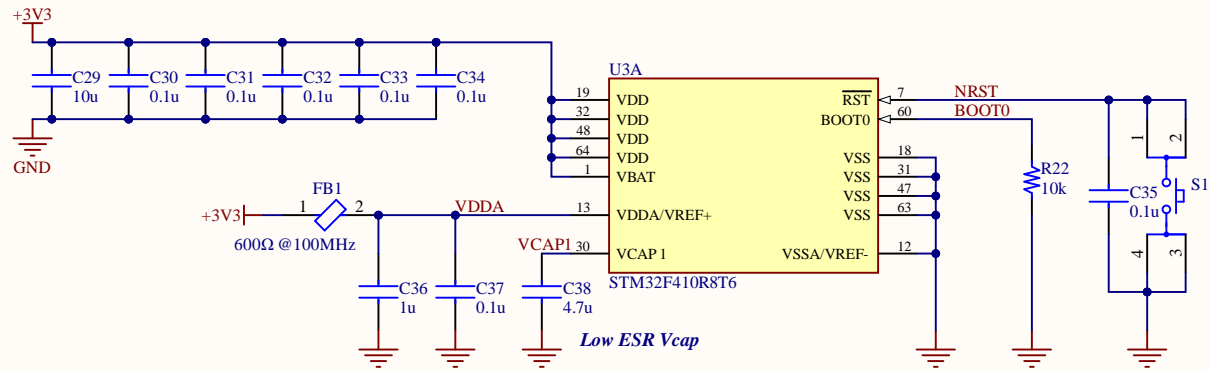 +3V3
C29
10u
C30
0.1u
C31
0.1u
C32
0.1u
C33
0.1u
C34
0.1u
GND
U3A
19 VDD
32 VDD
48 VDD
64 VDD
1 VBAT
13 VDDA/VREF+
30 VCAP 1
RST 7 NRST
BOOT0 60 BOOT0
VSS 18
VSS 31
VSS 47
VSS 63
VSSA/VREF- 12
STM32F410R8T6
+3V3
1 FB1 2
600Ω @100MHz
VDDA
VCAP1
C36
1u
C37
0.1u
C38
4.7u
Low ESR Vcap
R22
10k
C35
0.1u
1
2
S1
4
3